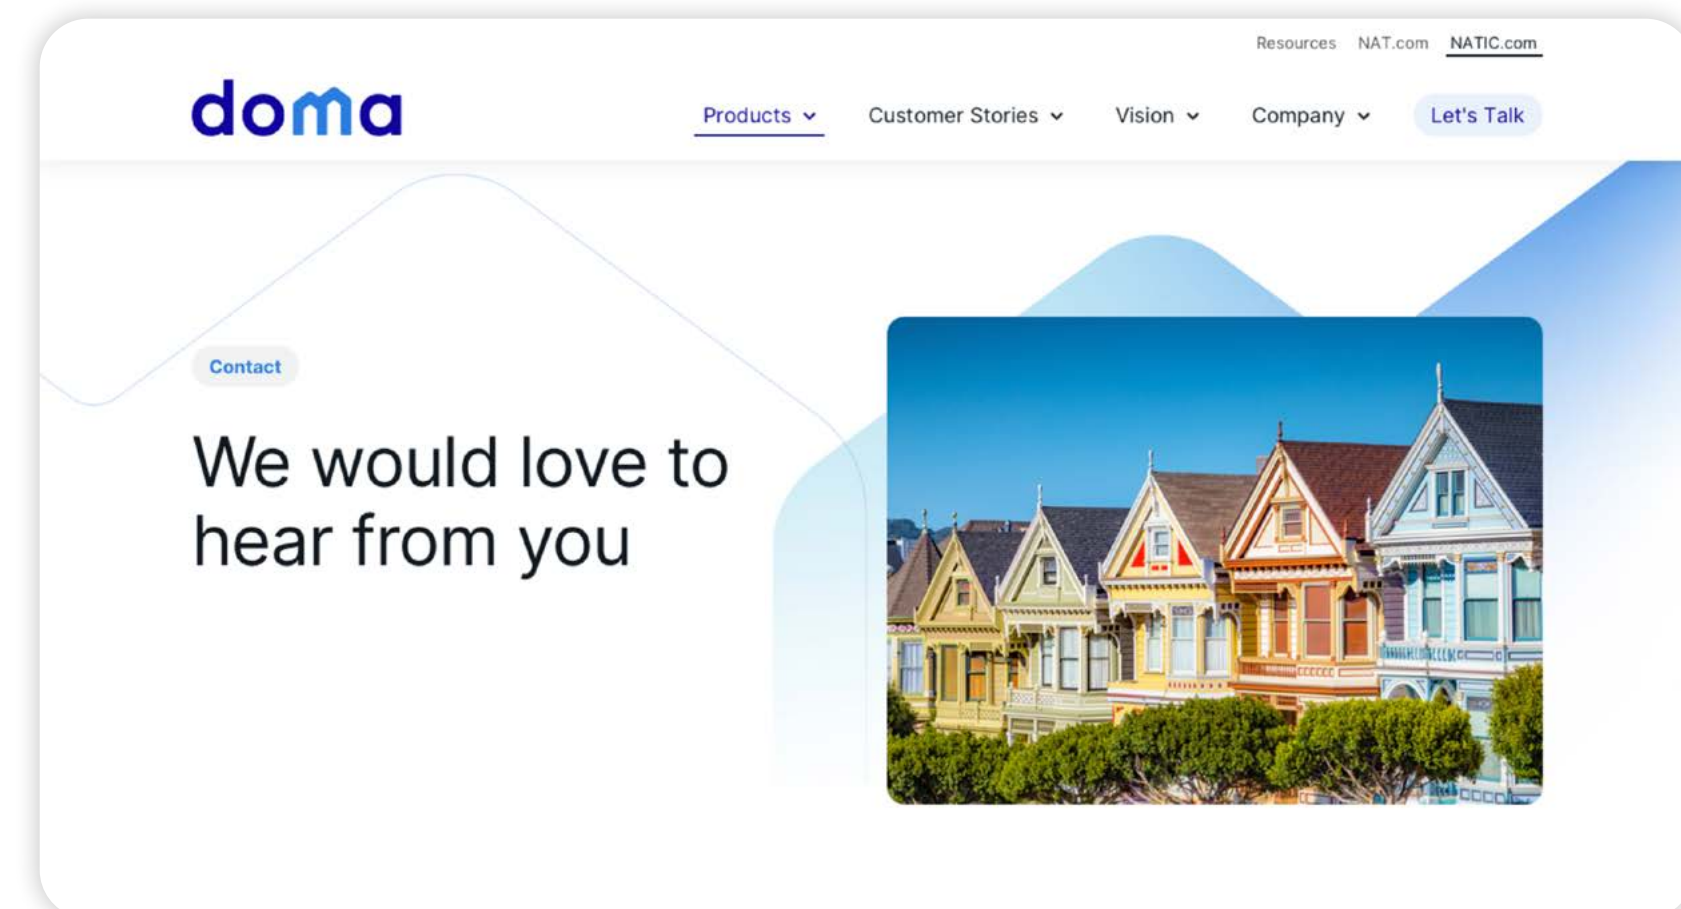 Resources NAT.com NATIC.com
doma
Products Customer Stories Vision Company Let's Talk
Contact
We would love to
hear from you